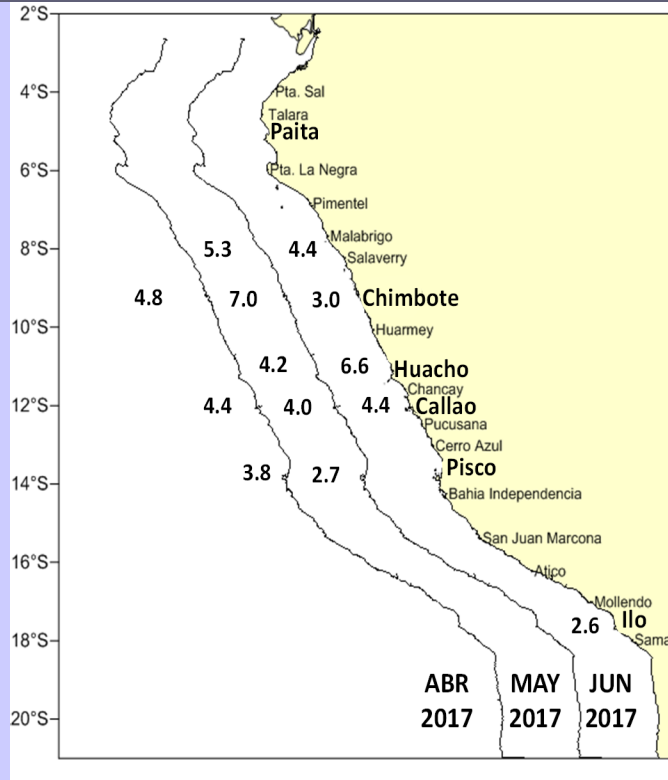 2°S
4°S
Pta. Sal
Talara
Paita
6°S
Pta. La Negra
Pimentel
Malabrigo
8°S
5.3 4.4
Salaverry
4.8 7.0 3.0 Chimbote
10°S
Huarmey
4.2 6.6 Huacho
Chancay
12°S
4.4 4.0 4.4 Callao
Pucusana
Cerro Azul
3.8 2.7 Pisco
14°S
Bahia Independencia
San Juan Marcona
16°S
Atico
Mollendo
2.6 Ilo
18°S
Sama
ABR MAY JUN
2017 2017 2017
20°S